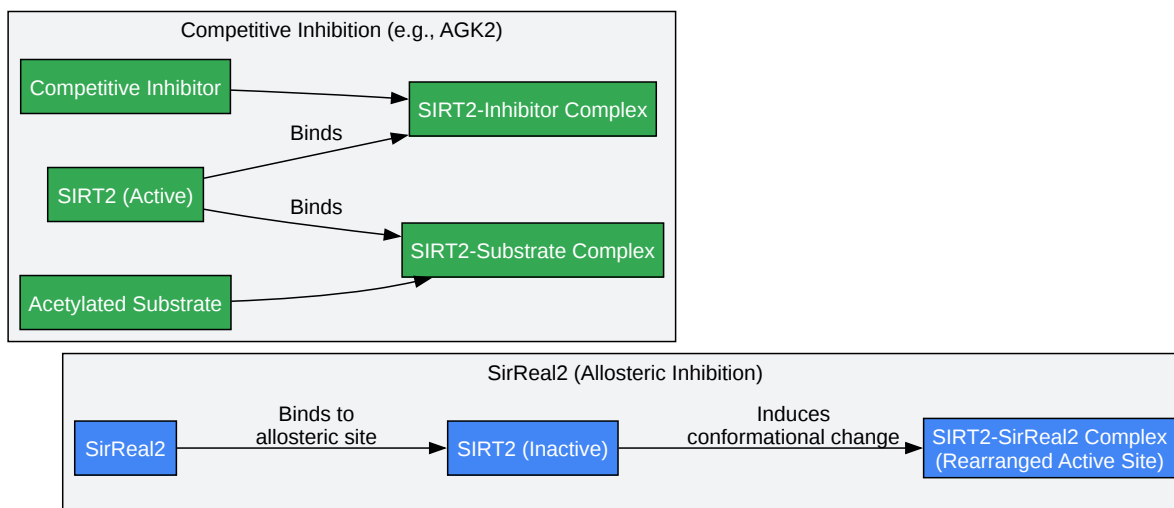 Competitive Inhibition (e.g., AGK2)
Competitive Inhibitor
SIRT2-Inhibitor Complex
Binds
SIRT2 (Active)
Binds
SIRT2-Substrate Complex
Acetylated Substrate
SirReal2 (Allosteric Inhibition)
SirReal2
Binds to
allosteric site
SIRT2 (Inactive)
Induces
conformational change
SIRT2-SirReal2 Complex
(Rearranged Active Site)